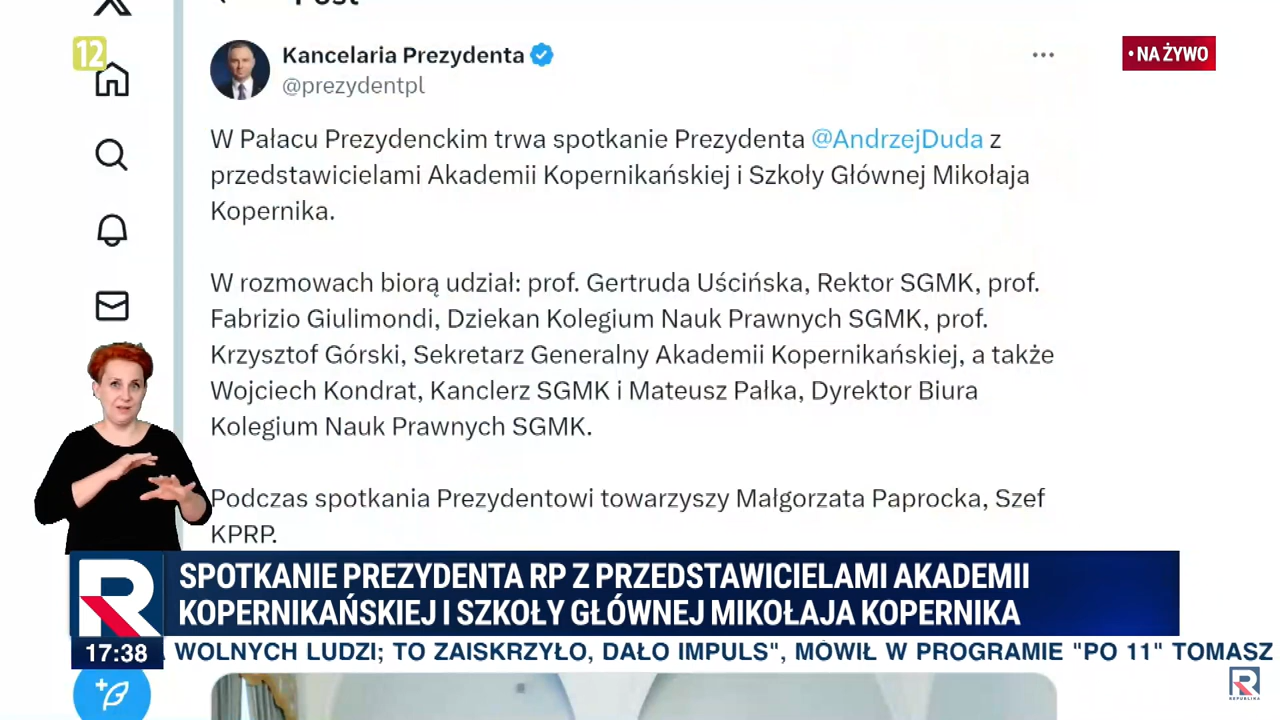 12
Kancelaria Prezydenta
@prezydentpl
• NA ŻYWO
W Pałacu Prezydenckim trwa spotkanie Prezydenta @AndrzejDuda z
przedstawicielami Akademii Kopernikańskiej i Szkoły Głównej Mikołaja
Kopernika.
W rozmowach biorą udział: prof. Gertruda Uścińska, Rektor SGMK, prof.
Fabrizio Giulimondi, Dziekan Kolegium Nauk Prawnych SGMK, prof.
Krzysztof Górski, Sekretarz Generalny Akademii Kopernikańskiej, a także
Wojciech Kondrat, Kanclerz SGMK i Mateusz Pałka, Dyrektor Biura
Kolegium Nauk Prawnych SGMK.
Podczas spotkania Prezydentowi towarzyszy Małgorzata Paprocka, Szef
KPRP.
R
SPOTKANIE PREZYDENTA RP Z PRZEDSTAWICIELAMI AKADEMII
KOPERNIKAŃSKIEJ I SZKOŁY GŁÓWNEJ MIKOŁAJA KOPERNIKA
17:38
WOLNYCH LUDZI; TO ZAISKRZYŁO, DAŁO IMPULS", MÓWIŁ W PROGRAMIE "PO 11" TOMASZ
R
REPUBLIKA